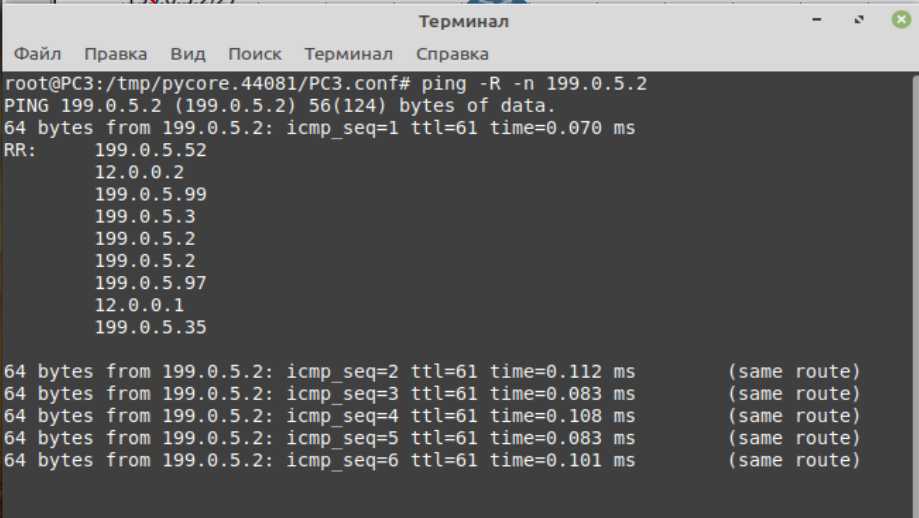 Терминал
Файл Правка Вид Поиск Терминал Справка
root@PC3:/tmp/pycore.44081/PC3.conf# ping -R -n 199.0.5.2
PING 199.0.5.2 (199.0.5.2) 56(124) bytes of data.
64 bytes from 199.0.5.2: icmp_seq=1 ttl=61 time=0.070 ms
RR:     199.0.5.52
        12.0.0.2
        199.0.5.99
        199.0.5.3
        199.0.5.2
        199.0.5.2
        199.0.5.97
        12.0.0.1
        199.0.5.35
64 bytes from 199.0.5.2: icmp_seq=2 ttl=61 time=0.112 ms        (same route)
64 bytes from 199.0.5.2: icmp_seq=3 ttl=61 time=0.083 ms        (same route)
64 bytes from 199.0.5.2: icmp_seq=4 ttl=61 time=0.108 ms        (same route)
64 bytes from 199.0.5.2: icmp_seq=5 ttl=61 time=0.083 ms        (same route)
64 bytes from 199.0.5.2: icmp_seq=6 ttl=61 time=0.101 ms        (same route)